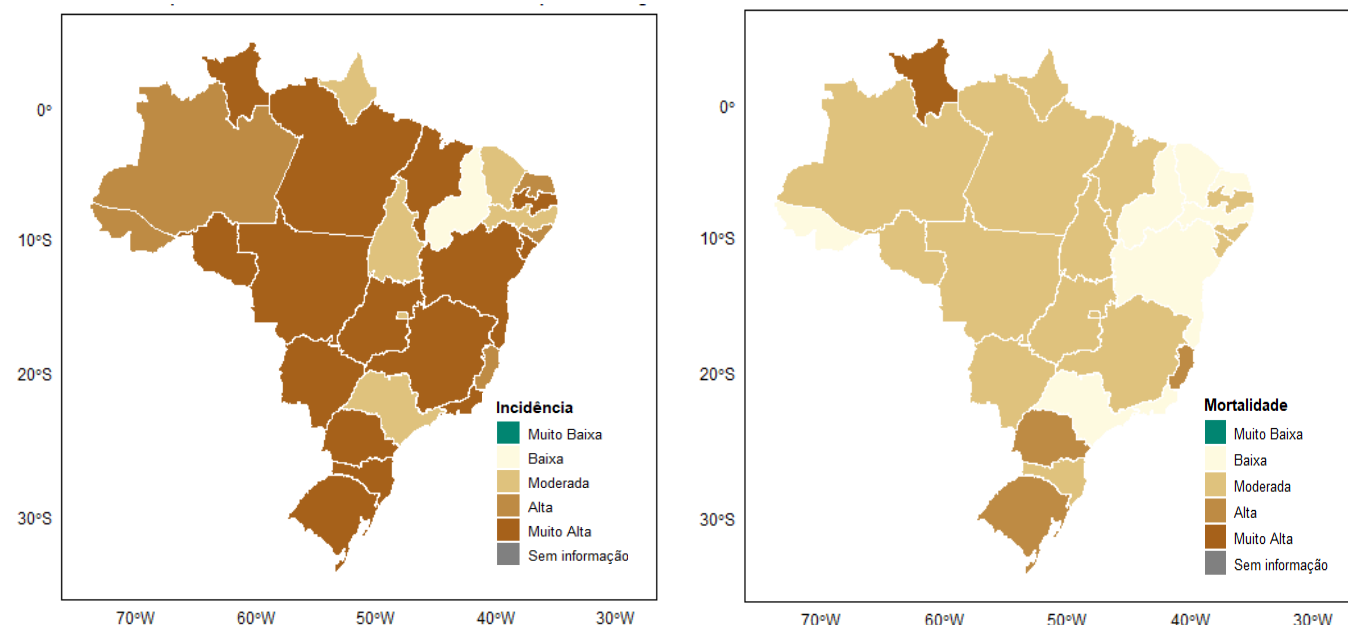 0°
10°S
20°S
30°S
70°W
60°W
50°W
40°W
30°W
Incidência
Muito Baixa
Baixa
Moderada
Alta
Muito Alta
Sem informação
0°
10°S
20°S
30°S
70°W
60°W
50°W
40°W
30°W
Mortalidade
Muito Baixa
Baixa
Moderada
Alta
Muito Alta
Sem informação